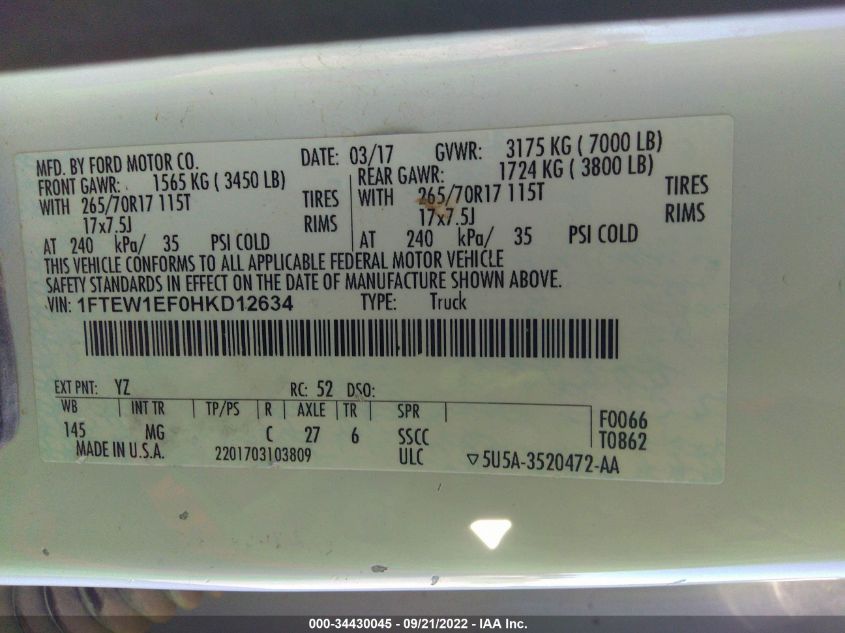 MFD. BY FORD MOTOR CO. DATE: 03/17 GVWR: 3175 KG ( 7000 LB)
FRONT GAWR: 1565 KG ( 3450 LB) REAR GAWR: 1724 KG ( 3800 LB)
WITH 265/70R17 115T TIRES WITH 265/70R17 115T TIRES
17x7.5J RIMS 17x7.5J RIMS
AT 240 kPa/ 35 PSI COLD AT 240 kPa/ 35 PSI COLD
THIS VEHICLE CONFORMS TO ALL APPLICABLE FEDERAL MOTOR VEHICLE
SAFETY STANDARDS IN EFFECT ON THE DATE OF MANUFACTURE SHOWN ABOVE.
VIN: 1FTEW1EF0HKD12634 TYPE: Truck
EXT PNT: YZ RC: 52 DSO:
WB INT TR TP/PS R AXLE TR SPR F0066
145 MG C 27 6 SSCC T0862
MADE IN U.S.A. 2201703103809 ULC ▽5U5A-3520472-AA
000-34430045 - 09/21/2022 - IAA Inc.